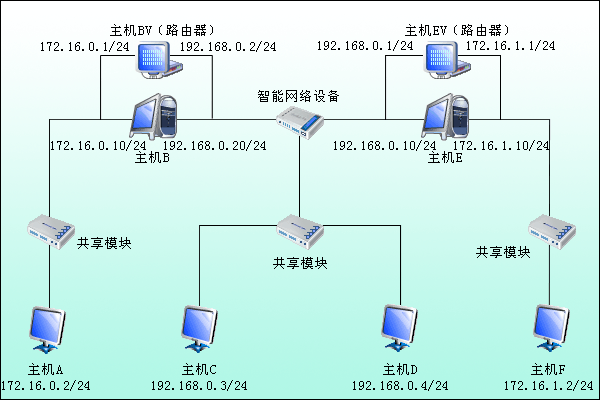 主机BV（路由器）
172.16.0.1/24
192.168.0.2/24
主机EV（路由器）
192.168.0.1/24
172.16.1.1/24
智能网络设备
172.16.0.10/24
192.168.0.20/24
主机B
192.168.0.10/24
172.16.1.10/24
主机E
共享模块
共享模块
共享模块
主机A
172.16.0.2/24
主机C
192.168.0.3/24
主机D
192.168.0.4/24
主机F
172.16.1.2/24